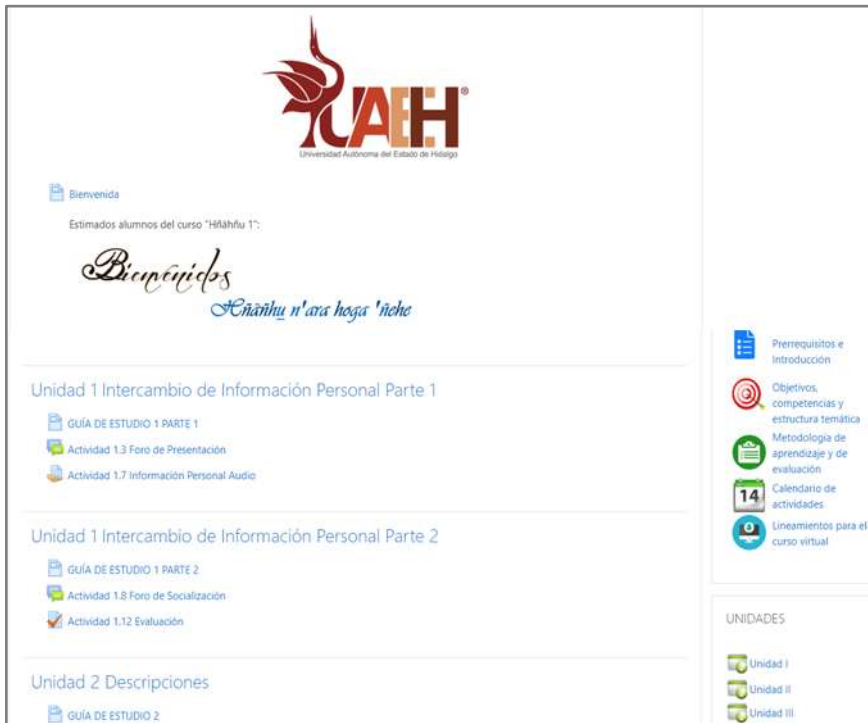 UAEH®
Universidad Autónoma del Estado de Hidalgo
Bienvenida
Estimados alumnos del curso "Hñähñu 1":
Bienvenidos
Hñäñhu̲ n'ara hoga 'ñehe
Unidad 1 Intercambio de Información Personal Parte 1
GUÍA DE ESTUDIO 1 PARTE 1
Actividad 1.3 Foro de Presentación
Actividad 1.7 Información Personal Audio
Unidad 1 Intercambio de Información Personal Parte 2
GUÍA DE ESTUDIO 1 PARTE 2
Actividad 1.8 Foro de Socialización
Actividad 1.12 Evaluación
Unidad 2 Descripciones
GUÍA DE ESTUDIO 2
Prerrequisitos e
Introducción
Objetivos,
competencias y
estructura temática
Metodología de
aprendizaje y de
evaluación
14
Calendario de
actividades
Lineamientos para el
curso virtual
UNIDADES
Unidad I
Unidad II
Unidad III